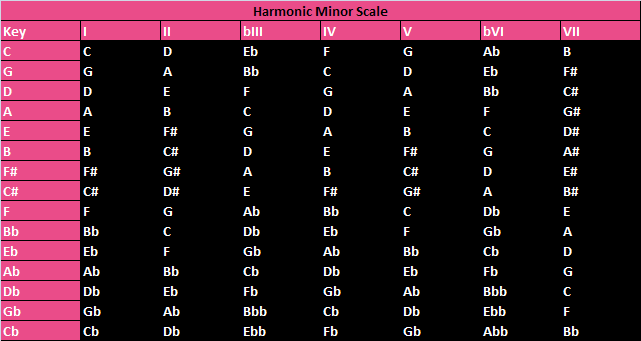 Harmonic Minor Scale
Key I II bIII IV V bVI VII
C C D Eb F G Ab B
G G A Bb C D Eb F#
D D E F G A Bb C#
A A B C D E F G#
E E F# G A B C D#
B B C# D E F# G A#
F# F# G# A B C# D E#
C# C# D# E F# G# A B#
F F G Ab Bb C Db E
Bb Bb C Db Eb F Gb A
Eb Eb F Gb Ab Bb Cb D
Ab Ab Bb Cb Db Eb Fb G
Db Db Eb Fb Gb Ab Bbb C
Gb Gb Ab Bbb Cb Db Ebb F
Cb Cb Db Ebb Fb Gb Abb Bb